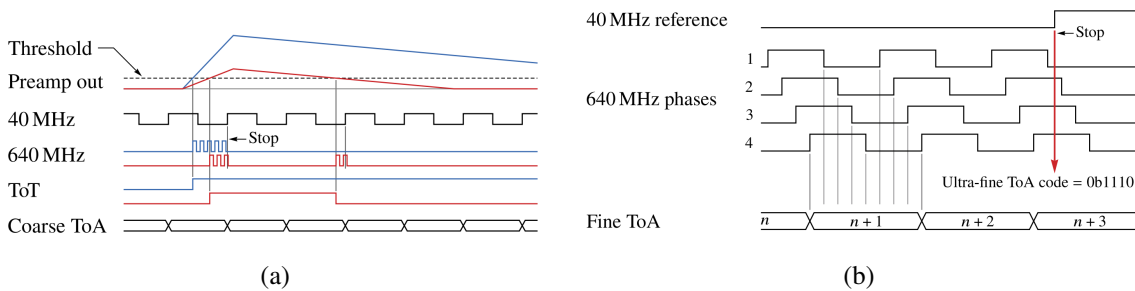 Threshold
Preamp out
40 MHz
Stop
640 MHz
ToT
Coarse ToA
(a)
40 MHz reference
Stop
1
2
640 MHz phases
3
4
Ultra-fine ToA code = 0b1110
Fine ToA
n
n + 1
n + 2
n + 3
(b)